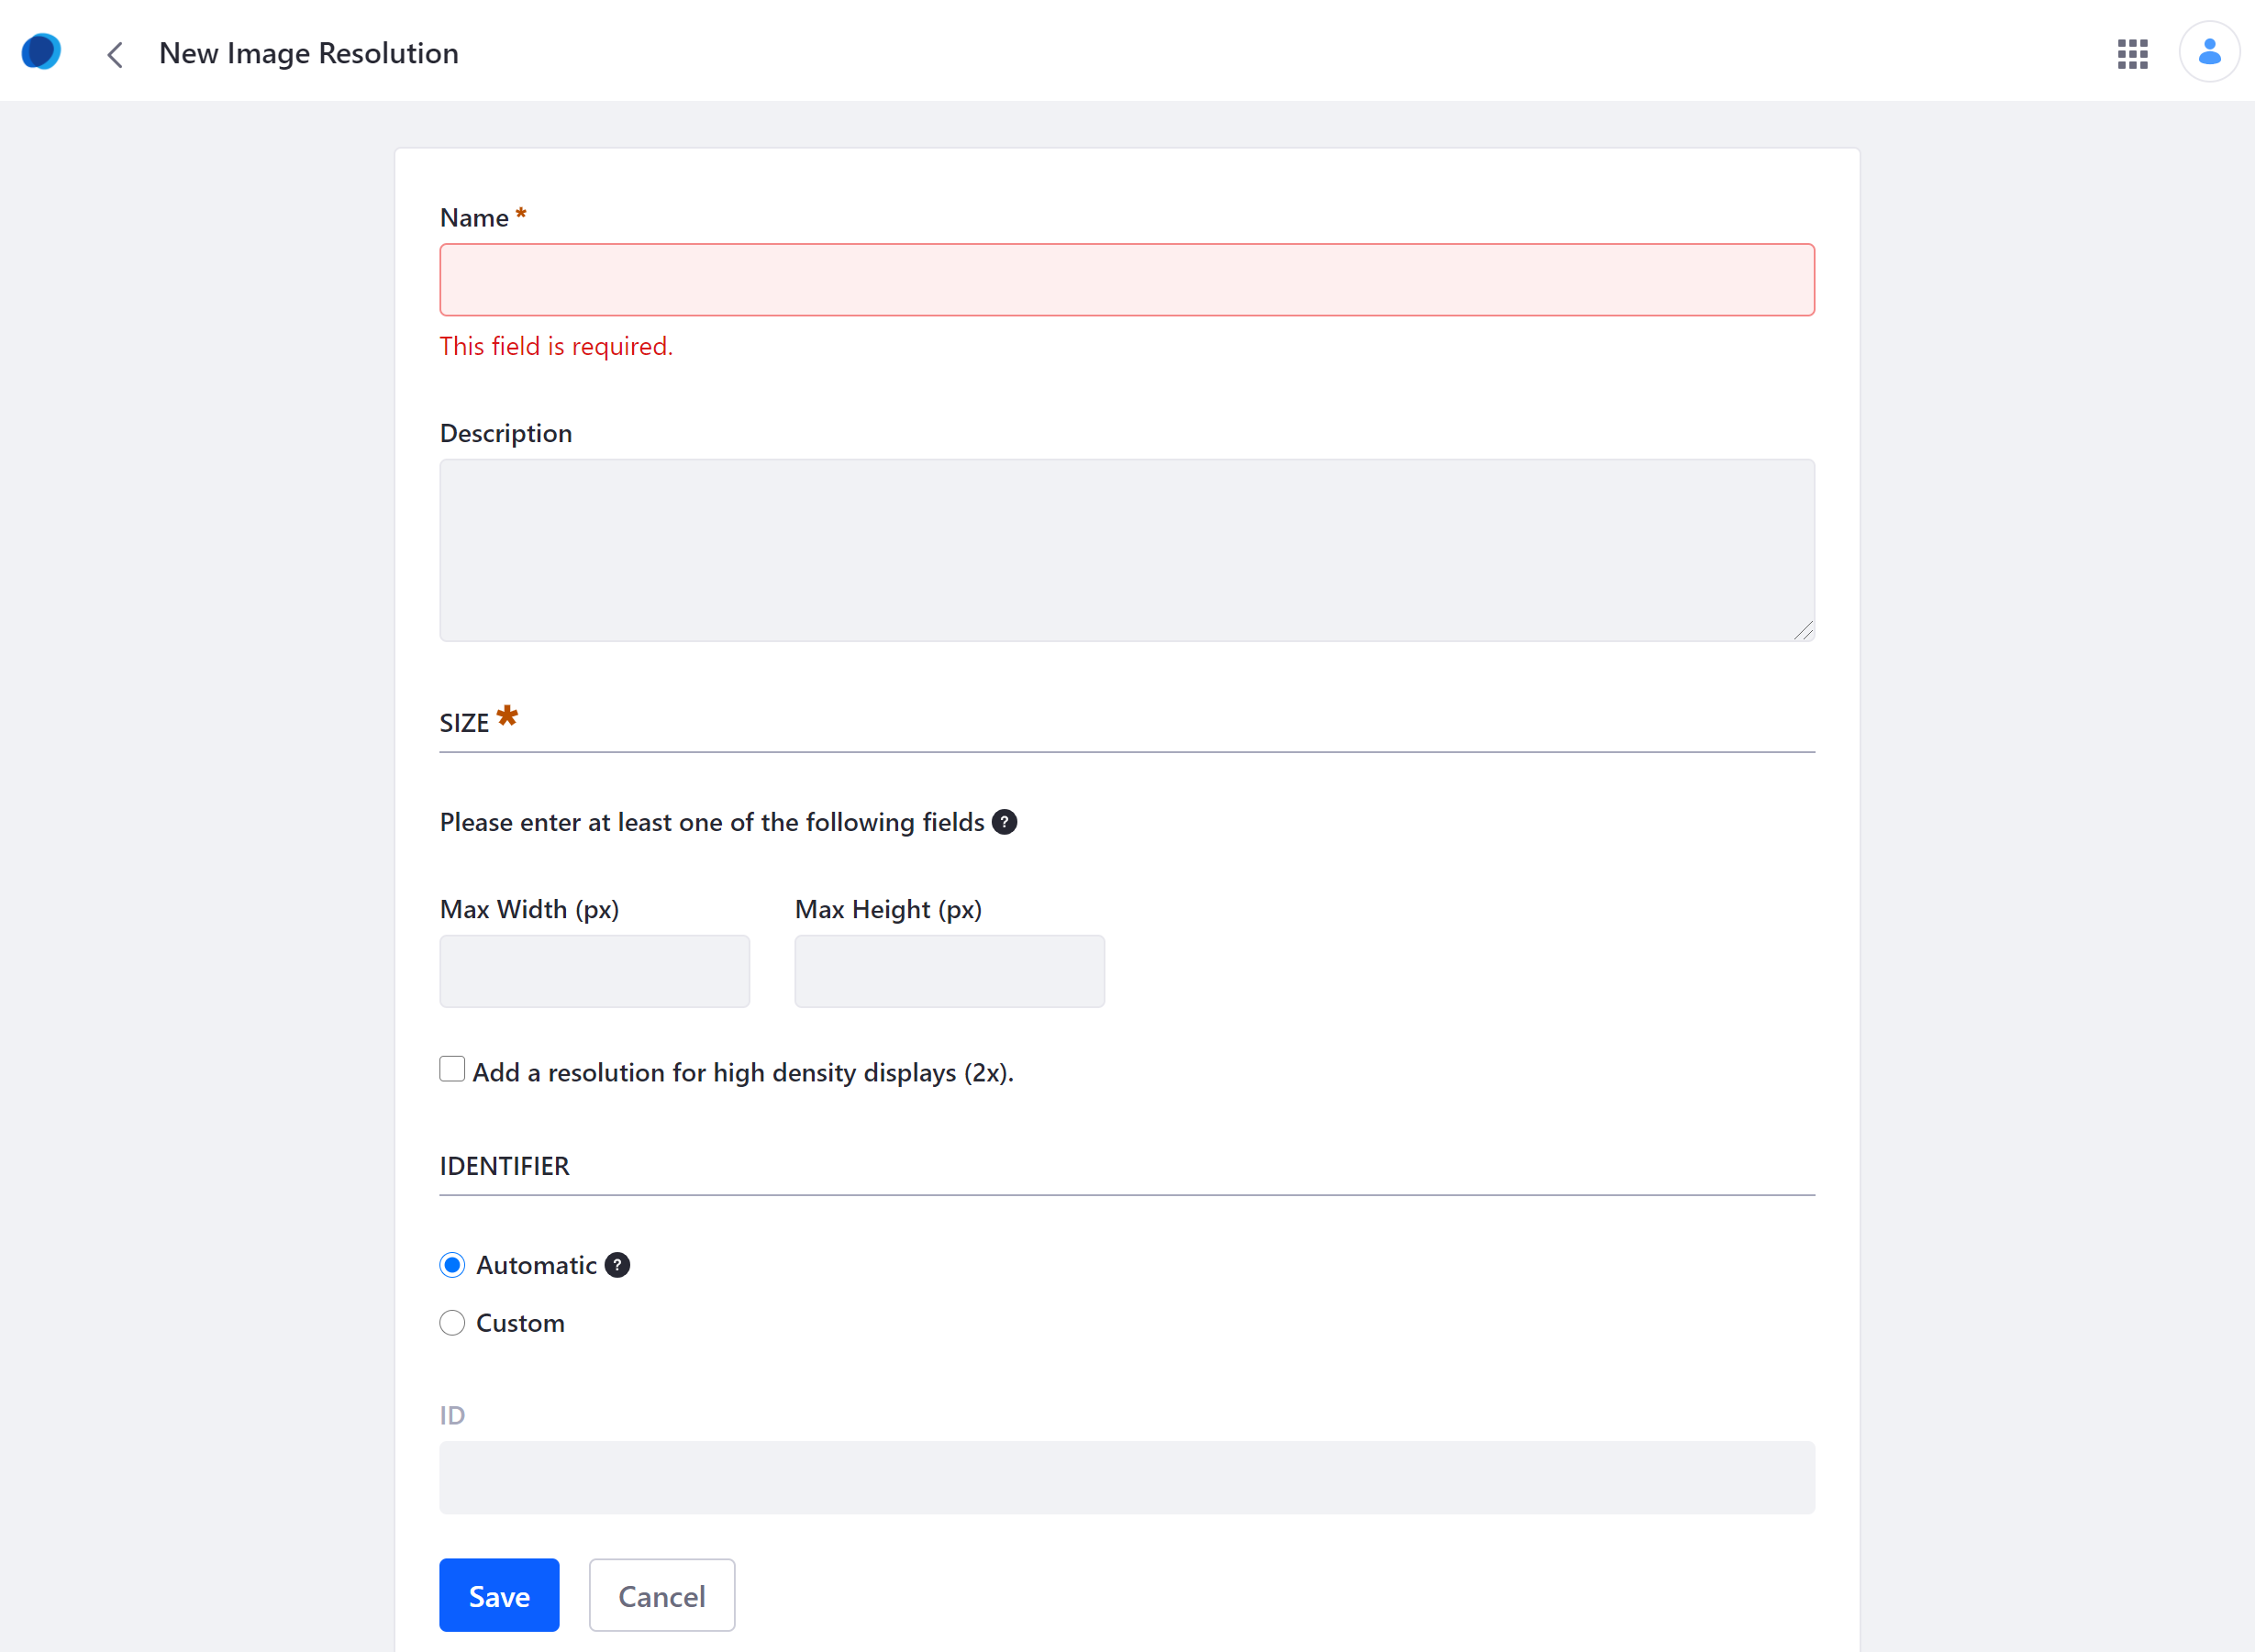 New Image Resolution
Name *
This field is required.
Description
SIZE *
Please enter at least one of the following fields ?
Max Width (px) Max Height (px)
Add a resolution for high density displays (2x).
IDENTIFIER
Automatic ?
Custom
ID
Save Cancel